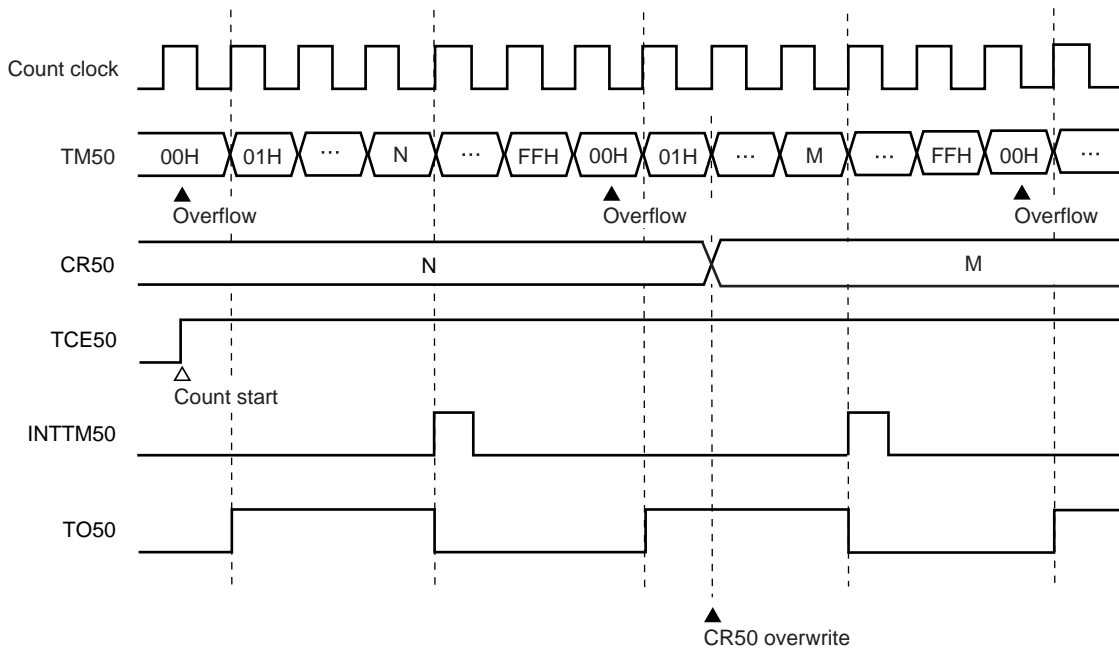 Count clock
TM50 00H 01H ··· N ··· FFH 00H 01H ··· M ··· FFH 00H ···
Overflow Overflow Overflow
CR50 N M
TCE50
Count start
INTTM50
TO50
CR50 overwrite